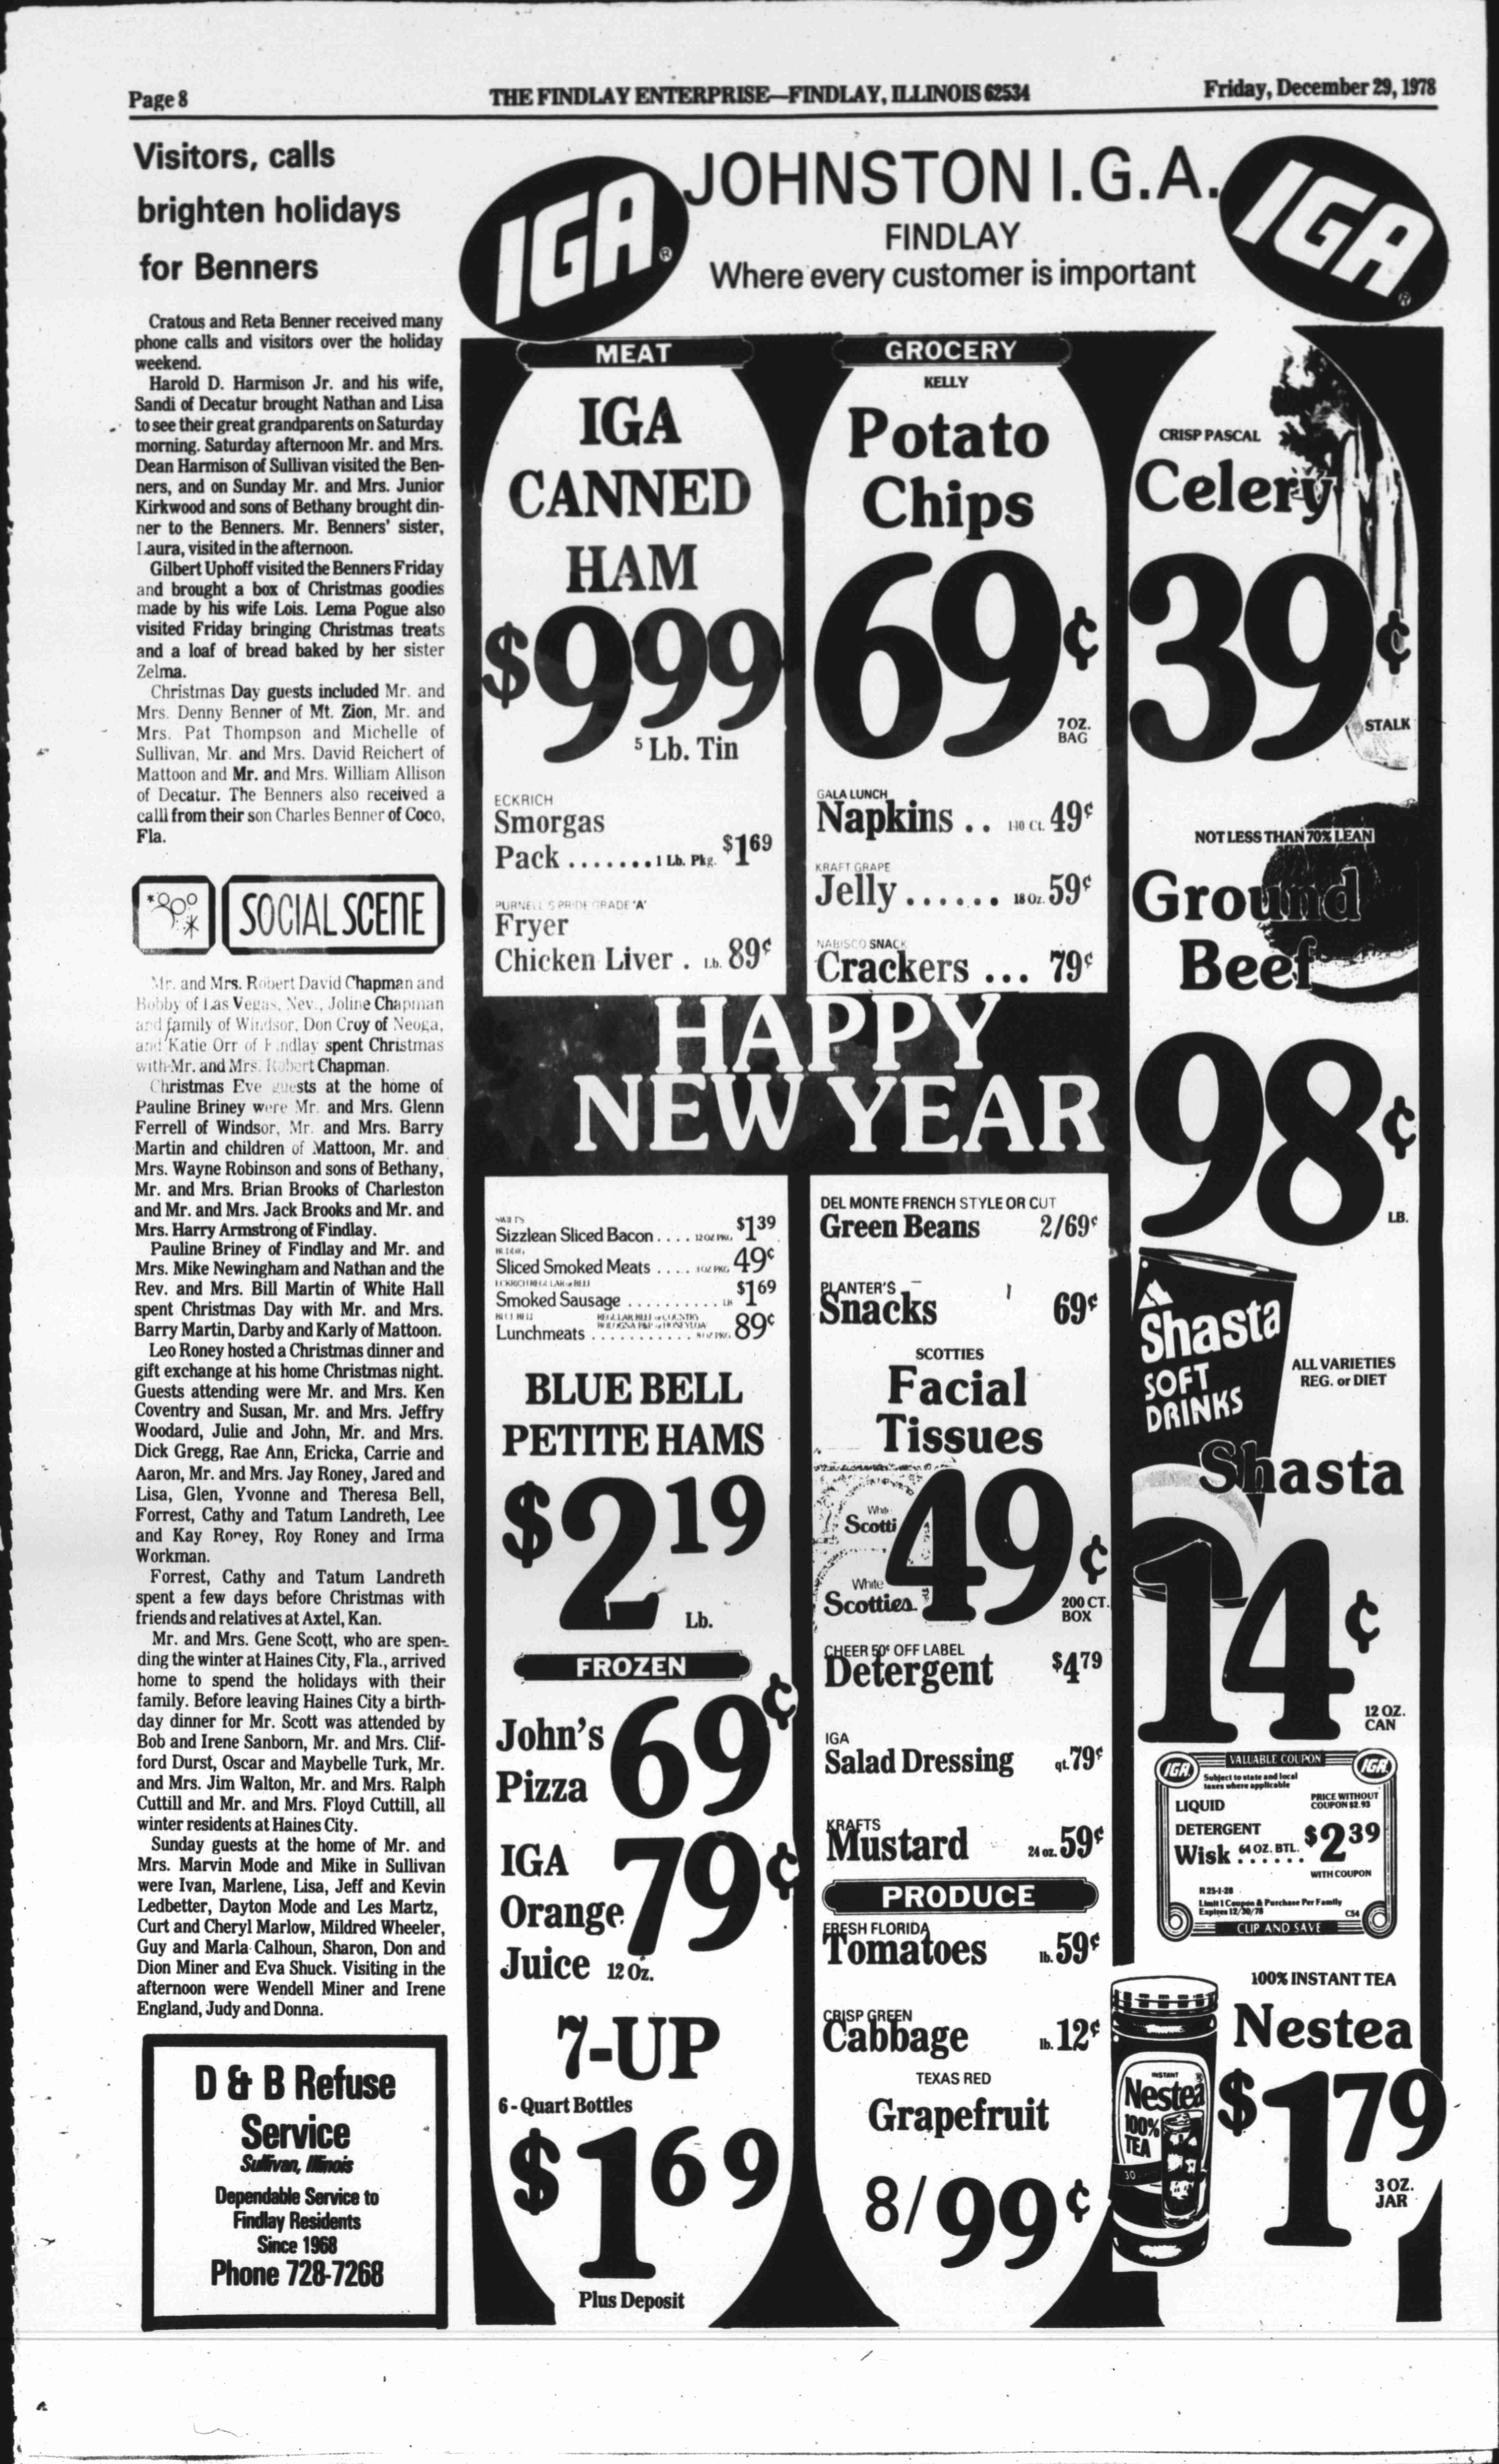 Page 8
THE FINDLAY ENTERPRISE—FINDLAY, ILLINOIS 62534
Friday, December 29, 1978
Visitors, calls
brighten holidays
for Benners
Cratous and Reta Benner received many
phone calls and visitors over the holiday
weekend.
Harold D. Harmison Jr. and his wife,
Sandi of Decatur brought Nathan and Lisa
to see their great grandparents on Saturday
morning. Saturday afternoon Mr. and Mrs.
Dean Harmison of Sullivan visited the Ben-
ners, and on Sunday Mr. and Mrs. Junior
Kirkwood and sons of Bethany brought din-
ner to the Benners. Mr. Benners' sister,
Laura, visited in the afternoon.
Gilbert Uphoff visited the Benners Friday
and brought a box of Christmas goodies
made by his wife Lois. Lema Pogue also
visited Friday bringing Christmas treats
and a loaf of bread baked by her sister
Zelma.
Christmas Day guests included Mr. and
Mrs. Denny Benner of Mt. Zion, Mr. and
Mrs. Pat Thompson and Michelle of
Sullivan, Mr. and Mrs. David Reichert of
Mattoon and Mr. and Mrs. William Allison
of Decatur. The Benners also received a
calll from their son Charles Benner of Coco,
Fla.
SOCIAL SCENE
Mr. and Mrs. Robert David Chapman and
Bobby of Las Vegas, Nev., Joline Chapman
and family of Windsor, Don Croy of Neoga,
and Katie Orr of Findlay spent Christmas
with Mr. and Mrs. Robert Chapman.
Christmas Eve guests at the home of
Pauline Briney were Mr. and Mrs. Glenn
Ferrell of Windsor, Mr. and Mrs. Barry
Martin and children of Mattoon, Mr. and
Mrs. Wayne Robinson and sons of Bethany,
Mr. and Mrs. Brian Brooks of Charleston
and Mr. and Mrs. Jack Brooks and Mr. and
Mrs. Harry Armstrong of Findlay.
Pauline Briney of Findlay and Mr. and
Mrs. Mike Newingham and Nathan and the
Rev. and Mrs. Bill Martin of White Hall
spent Christmas Day with Mr. and Mrs.
Barry Martin, Darby and Karly of Mattoon.
Leo Roney hosted a Christmas dinner and
gift exchange at his home Christmas night.
Guests attending were Mr. and Mrs. Ken
Coventry and Susan, Mr. and Mrs. Jeffry
Woodard, Julie and John, Mr. and Mrs.
Dick Gregg, Rae Ann, Ericka, Carrie and
Aaron, Mr. and Mrs. Jay Roney, Jared and
Lisa, Glen, Yvonne and Theresa Bell,
Forrest, Cathy and Tatum Landreth, Lee
and Kay Roney, Roy Roney and Irma
Workman.
Forrest, Cathy and Tatum Landreth
spent a few days before Christmas with
friends and relatives at Axtel, Kan.
Mr. and Mrs. Gene Scott, who are spen-
ding the winter at Haines City, Fla., arrived
home to spend the holidays with their
family. Before leaving Haines City a birth-
day dinner for Mr. Scott was attended by
Bob and Irene Sanborn, Mr. and Mrs. Clif-
ford Durst, Oscar and Maybelle Turk, Mr.
and Mrs. Jim Walton, Mr. and Mrs. Ralph
Cuttill and Mr. and Mrs. Floyd Cuttill, all
winter residents at Haines City.
Sunday guests at the home of Mr. and
Mrs. Marvin Mode and Mike in Sullivan
were Ivan, Marlene, Lisa, Jeff and Kevin
Ledbetter, Dayton Mode and Les Martz,
Curt and Cheryl Marlow, Mildred Wheeler,
Guy and Marla Calhoun, Sharon, Don and
Dion Miner and Eva Shuck. Visiting in the
afternoon were Wendell Miner and Irene
England, Judy and Donna.
D & B Refuse
Service
Sullivan, Illinois
Dependable Service to
Findlay Residents
Since 1968
Phone 728-7268
IGA®
JOHNSTON I.G.A.
FINDLAY
Where every customer is important
IGA®
MEAT
IGA
CANNED
HAM
$9 99
5 Lb. Tin
ECKRICH
Smorgas
Pack ....... 1 Lb. Pkg. $1 69
PURNELL'S PRIDE GRADE 'A'
Fryer
Chicken Liver . Lb. 89¢
GROCERY
KELLY
Potato
Chips
69¢
7 OZ.
BAG
GALA LUNCH
Napkins .. 140 Ct. 49¢
KRAFT GRAPE
Jelly ...... 18 Oz. 59¢
NABISCO SNACK
Crackers ... 79¢
CRISP PASCAL
Celery
39¢
STALK
NOT LESS THAN 70% LEAN
Ground
Beef
98¢
LB.
HAPPY
NEW YEAR
Sizzlean Sliced Bacon .... 12 OZ PKG. $1 39
Sliced Smoked Meats .... 3 OZ PKG 49¢
ECKRICH REGULAR or BEEF
Smoked Sausage .......... LB $1 69
Lunchmeats ........... 8 OZ PKG. 89¢
BLUE BELL
PETITE HAMS
$2 19
Lb.
FROZEN
John's
Pizza
69¢
IGA
Orange
Juice 12 Oz.
79¢
7-UP
6 - Quart Bottles
$1 69
Plus Deposit
DEL MONTE FRENCH STYLE OR CUT
Green Beans 2/69¢
PLANTER'S
Snacks 69¢
SCOTTIES
Facial
Tissues
White
Scotti
White
Scotties
49¢
200 CT.
BOX
CHEER 50¢ OFF LABEL
Detergent $4 79
IGA
Salad Dressing qt. 79¢
KRAFTS
Mustard 24 oz. 59¢
PRODUCE
FRESH FLORIDA
Tomatoes lb. 59¢
CRISP GREEN
Cabbage lb. 12¢
TEXAS RED
Grapefruit
8/99¢
Shasta
SOFT
DRINKS
ALL VARIETIES
REG. or DIET
Shasta
14¢
12 OZ.
CAN
IGA
VALUABLE COUPON
IGA
Subject to state and local
taxes where applicable
LIQUID
DETERGENT
Wisk 64 OZ. BTL. ......
PRICE WITHOUT
COUPON $2.93
$2 39
WITH COUPON
R 25-1-28
Limit 1 Coupon & Purchase Per Family
Expires 12/30/78
C54
CLIP AND SAVE
100% INSTANT TEA
Nestea
INSTANT
Nestea
100%
TEA
30
$1 79
3 OZ.
JAR